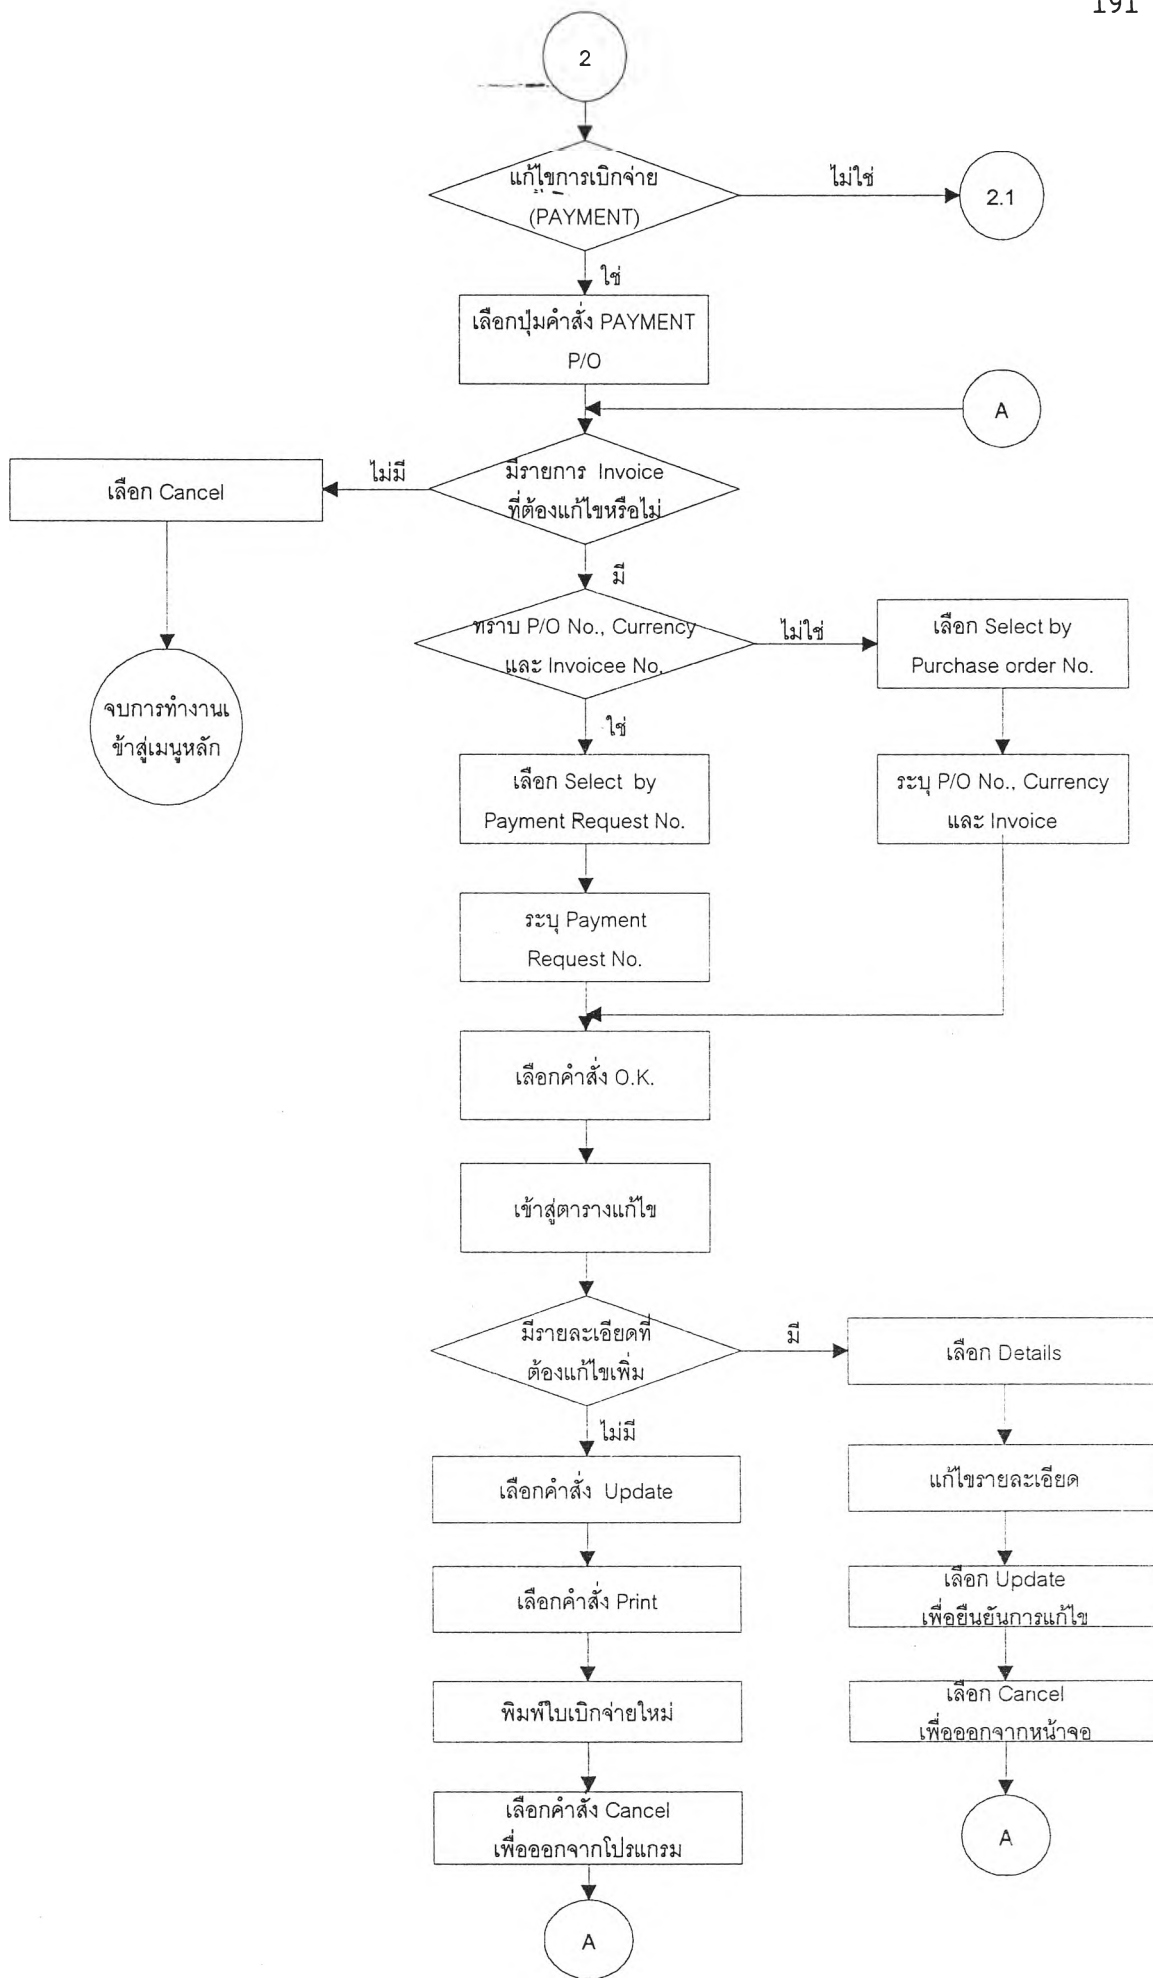 191
2
แก้ไขการเบิกจ่าย
(PAYMENT)
ไม่ใช่
2.1
ใช่
เลือกปุ่มคำสั่ง PAYMENT
P/O
A
มีรายการ Invoice
ที่ต้องแก้ไขหรือไม่
ไม่มี
เลือก Cancel
จบการทำงานเ
ข้าสู่เมนูหลัก
มี
ทราบ P/O No., Currency
และ Invoicee No.
ไม่ใช่
เลือก Select by
Purchase order No.
ใช่
เลือก Select by
Payment Request No.
ระบุ P/O No., Currency
และ Invoice
ระบุ Payment
Request No.
เลือกคำสั่ง O.K.
เข้าสู่ตารางแก้ไข
มีรายละเอียดที่
ต้องแก้ไขเพิ่ม
มี
เลือก Details
ไม่มี
เลือกคำสั่ง Update
แก้ไขรายละเอียด
เลือกคำสั่ง Print
เลือก Update
เพื่อยืนยันการแก้ไข
พิมพ์ใบเบิกจ่ายใหม่
เลือก Cancel
เพื่อออกจากหน้าจอ
เลือกคำสั่ง Cancel
เพื่อออกจากโปรแกรม
A
A